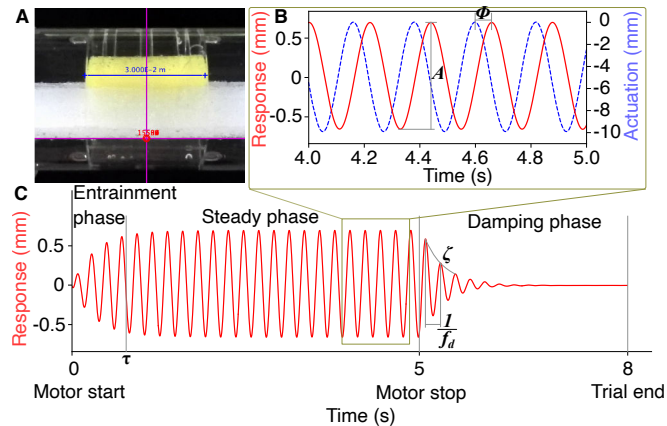 A
3.000E-2 m
B
Φ
A
Response (mm)
0.5
0
-0.5
0
-2
-4
-6
-8
-10
Actuation (mm)
4.0 4.2 4.4 4.6 4.8 5.0
Time (s)
C
Entrainment phase
Steady phase
Damping phase
Response (mm)
0.5
0
-0.5
ζ
1
f_d
τ
0 5 8
Motor start Motor stop Trial end
Time (s)